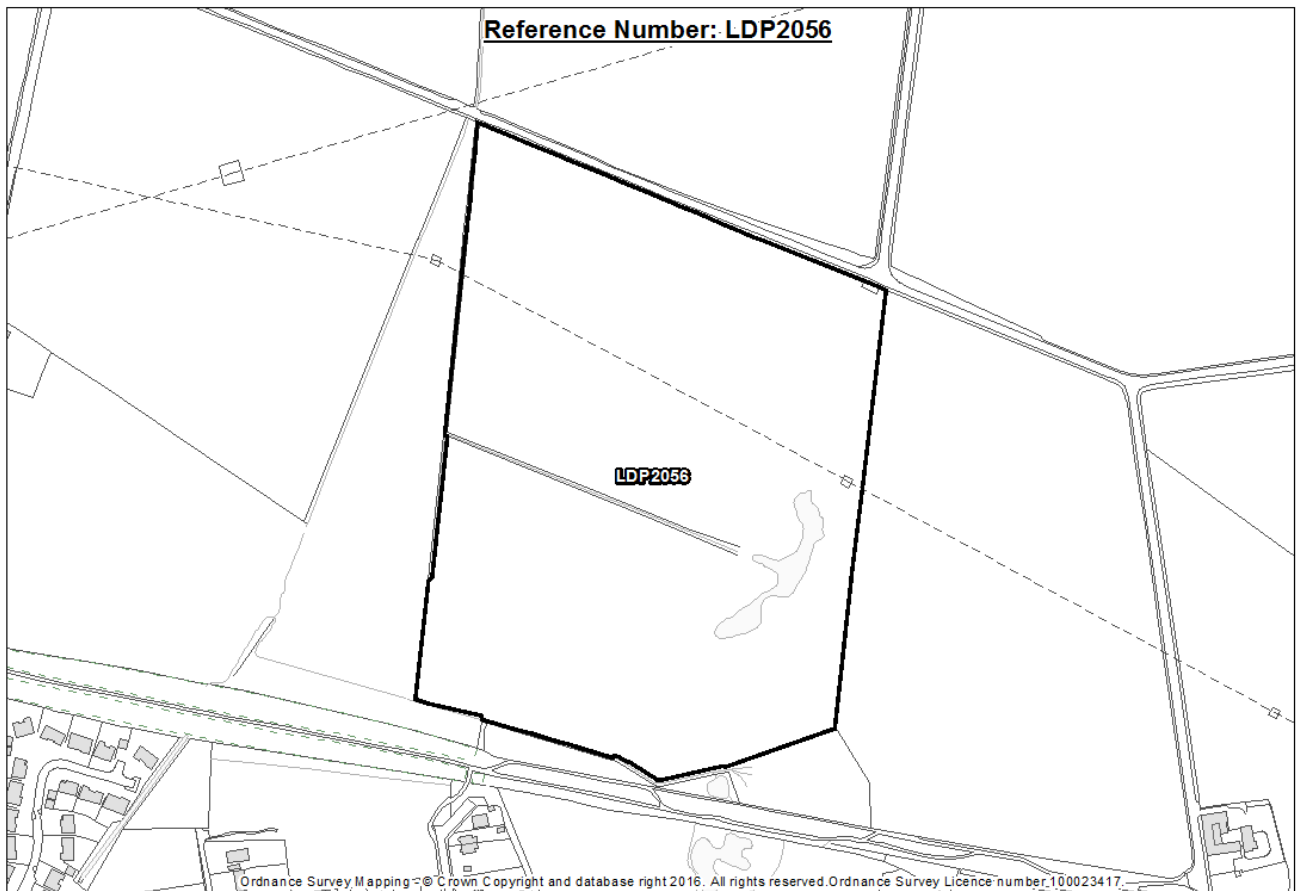 Reference Number: LDP2056
LDP2056
Ordnance Survey Mapping - © Crown Copyright and database right 2016. All rights reserved.Ordnance Survey Licence number 100023417.